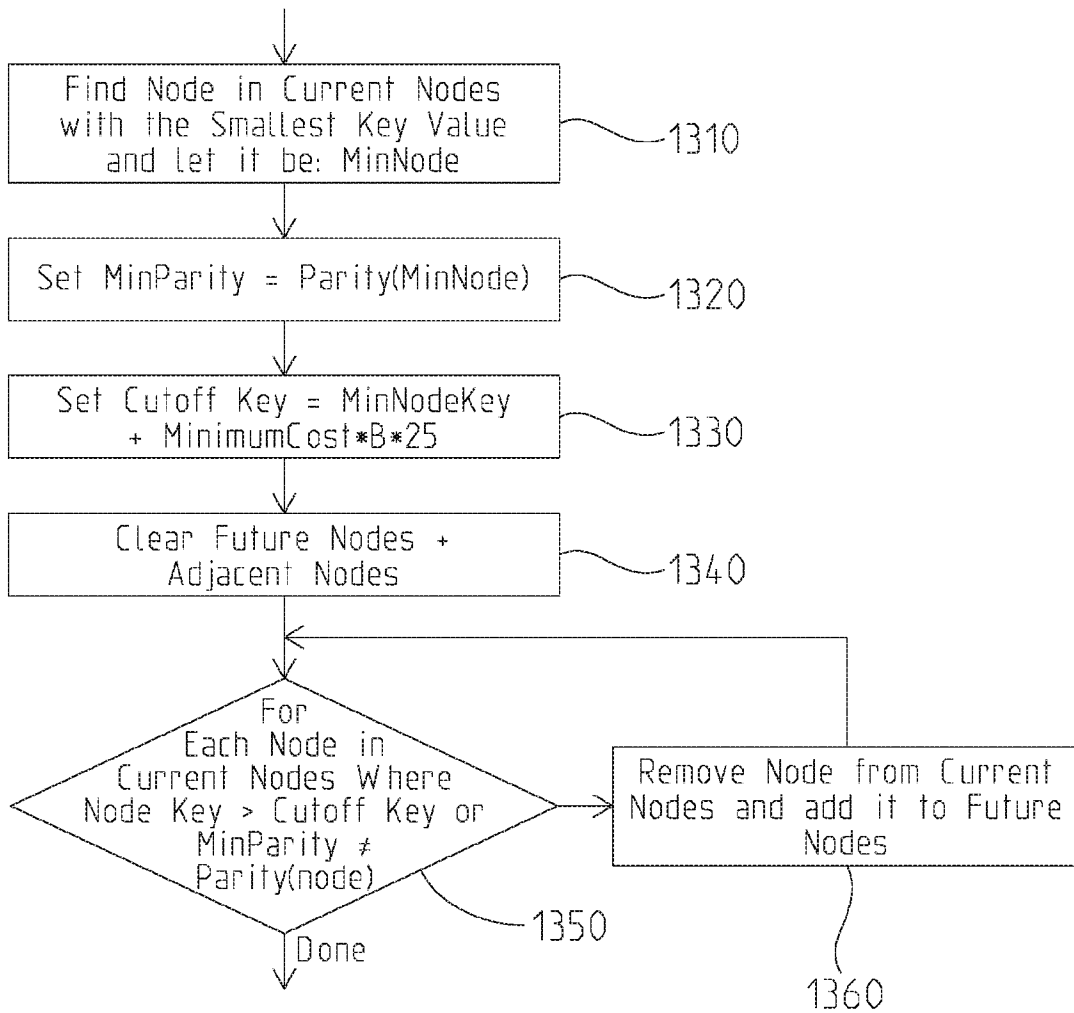 Find Node in Current Nodes
with the Smallest Key Value
and let it be: MinNode
1310
Set MinParity = Parity(MinNode)
1320
Set Cutoff Key = MinNodeKey
+ MinimumCost*B*25
1330
Clear Future Nodes +
Adjacent Nodes
1340
For
Each Node in
Current Nodes Where
Node Key > Cutoff Key or
MinParity ≠
Parity(node)
1350
Remove Node from Current
Nodes and add it to Future
Nodes
1360
Done